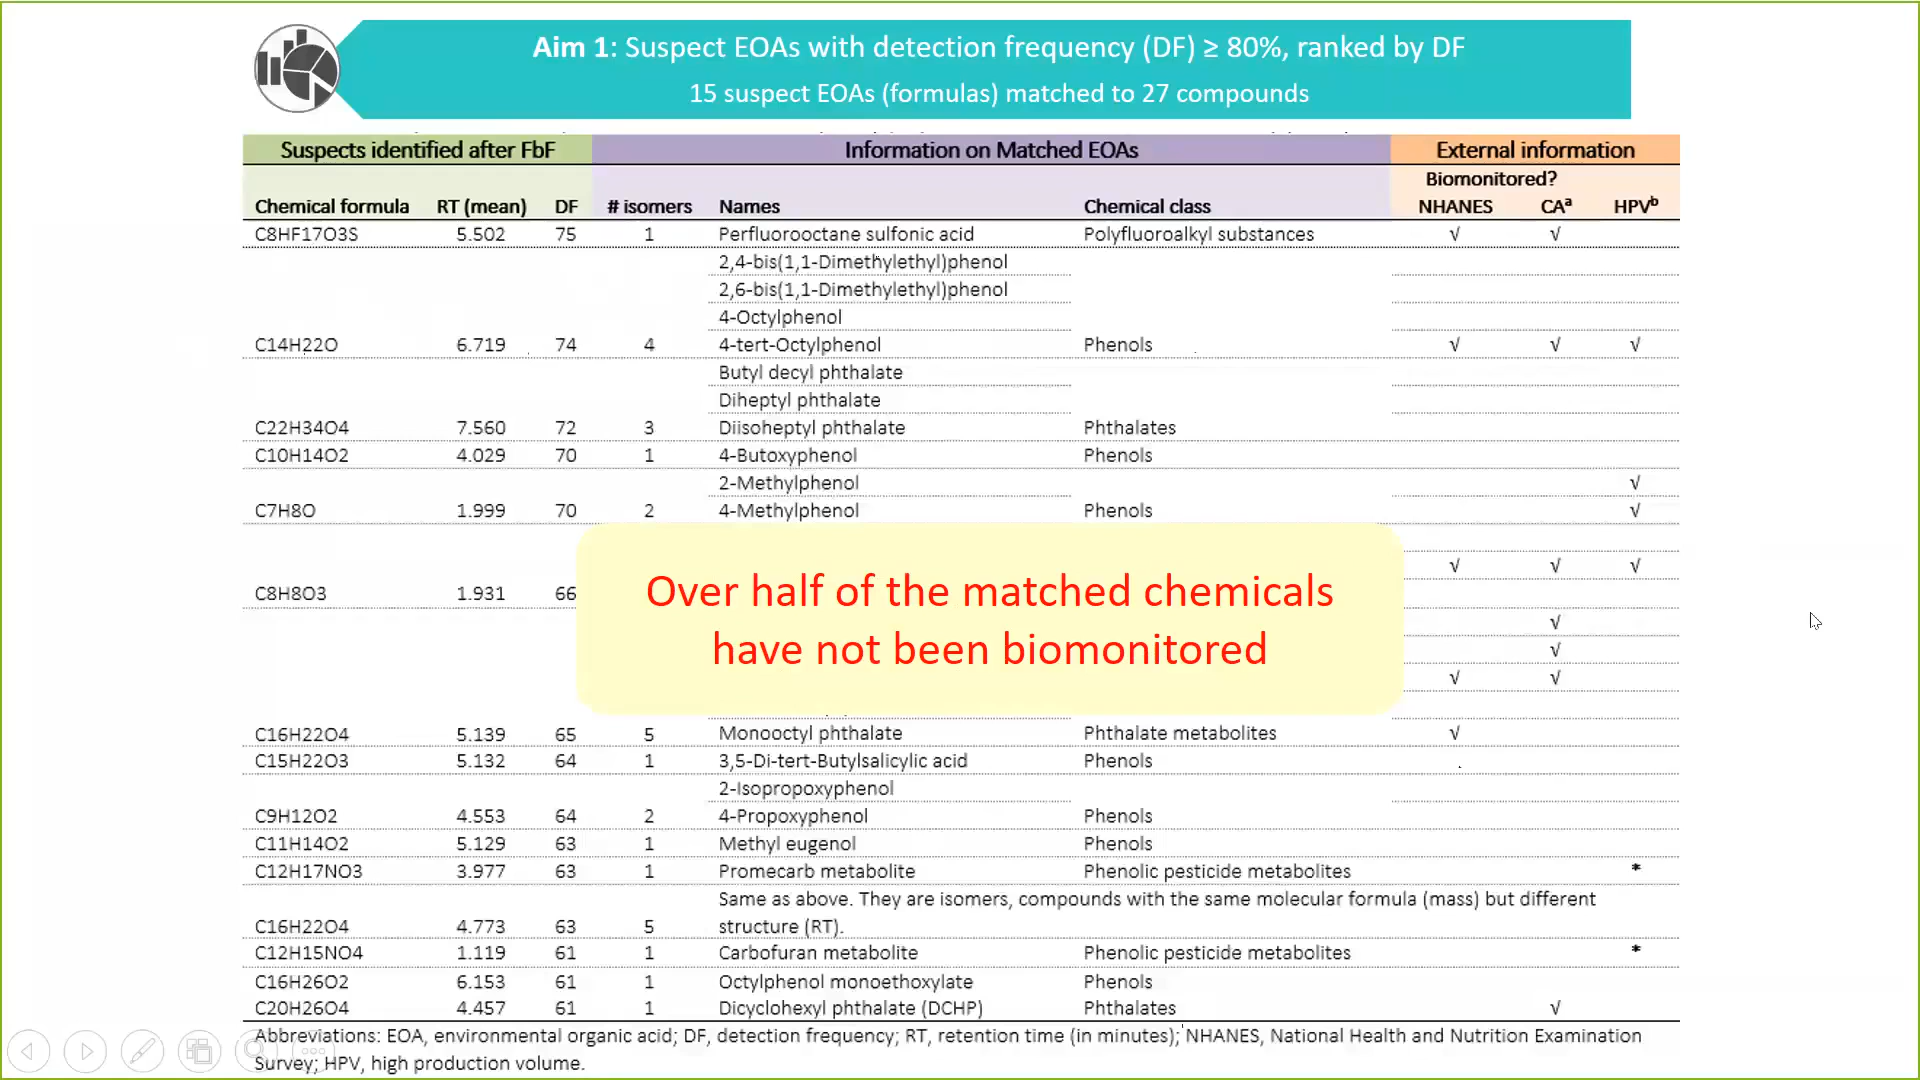 Aim 1: Suspect EOAs with detection frequency (DF) ≥ 80%, ranked by DF
15 suspect EOAs (formulas) matched to 27 compounds
Suspects identified after FbF Information on Matched EOAs External information
Biomonitored?
Chemical formula RT (mean) DF # isomers Names Chemical class NHANES CAa HPVb
C8HF17O3S 5.502 75 1 Perfluorooctane sulfonic acid Polyfluoroalkyl substances √ √
2,4-bis(1,1-Dimethylethyl)phenol
2,6-bis(1,1-Dimethylethyl)phenol
4-Octylphenol
C14H22O 6.719 74 4 4-tert-Octylphenol Phenols √ √ √
Butyl decyl phthalate
Diheptyl phthalate
C22H34O4 7.560 72 3 Diisoheptyl phthalate Phthalates
C10H14O2 4.029 70 1 4-Butoxyphenol Phenols
2-Methylphenol √
C7H8O 1.999 70 2 4-Methylphenol Phenols √
√ √ √
C8H8O3 1.931 66
√
√
√ √
Over half of the matched chemicals
have not been biomonitored
C16H22O4 5.139 65 5 Monooctyl phthalate Phthalate metabolites √
C15H22O3 5.132 64 1 3,5-Di-tert-Butylsalicylic acid Phenols
2-Isopropoxyphenol
C9H12O2 4.553 64 2 4-Propoxyphenol Phenols
C11H14O2 5.129 63 1 Methyl eugenol Phenols
C12H17NO3 3.977 63 1 Promecarb metabolite Phenolic pesticide metabolites *
Same as above. They are isomers, compounds with the same molecular formula (mass) but different
C16H22O4 4.773 63 5 structure (RT).
C12H15NO4 1.119 61 1 Carbofuran metabolite Phenolic pesticide metabolites *
C16H26O2 6.153 61 1 Octylphenol monoethoxylate Phenols
C20H26O4 4.457 61 1 Dicyclohexyl phthalate (DCHP) Phthalates √
Abbreviations: EOA, environmental organic acid; DF, detection frequency; RT, retention time (in minutes); NHANES, National Health and Nutrition Examination
Survey; HPV, high production volume.